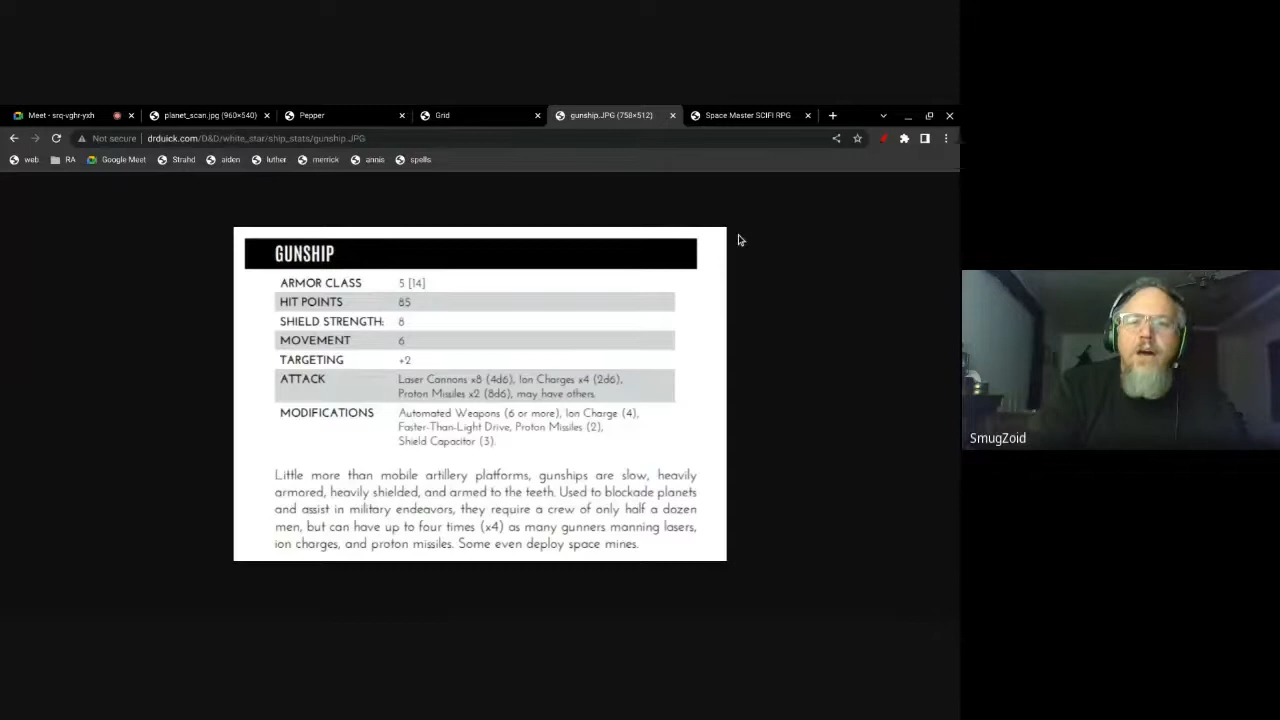 Meet - srq-vghr-yxh
planet_scan.jpg (960×540)
Pepper
Grid
gunship.JPG (758×512)
Space Master SCIFI RPG
Not secure
drduick.com/D&D/white_star/ship_stats/gunship.JPG
web
RA
Google Meet
Strahd
aiden
luther
merrick
annis
spells
GUNSHIP
ARMOR CLASS 5 [14]
HIT POINTS 85
SHIELD STRENGTH: 8
MOVEMENT 6
TARGETING +2
ATTACK Laser Cannons x8 (4d6), Ion Charges x4 (2d6),
Proton Missiles x2 (8d6), may have others.
MODIFICATIONS Automated Weapons (6 or more), Ion Charge (4),
Faster-Than-Light Drive, Proton Missiles (2),
Shield Capacitor (3).
Little more than mobile artillery platforms, gunships are slow, heavily
armored, heavily shielded, and armed to the teeth. Used to blockade planets
and assist in military endeavors, they require a crew of only half a dozen
men, but can have up to four times (x4) as many gunners manning lasers,
ion charges, and proton missiles. Some even deploy space mines.
SmugZoid